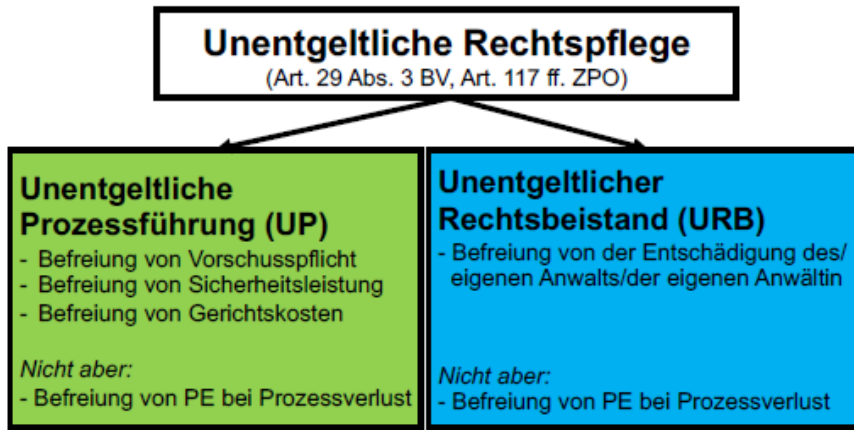 Unentgeltliche Rechtspflege
(Art. 29 Abs. 3 BV, Art. 117 ff. ZPO)
Unentgeltliche
Prozessführung (UP)
- Befreiung von Vorschusspflicht
- Befreiung von Sicherheitsleistung
- Befreiung von Gerichtskosten
Nicht aber:
- Befreiung von PE bei Prozessverlust
Unentgeltlicher
Rechtsbeistand (URB)
- Befreiung von der Entschädigung des/
eigenen Anwalts/der eigenen Anwältin
Nicht aber:
- Befreiung von PE bei Prozessverlust